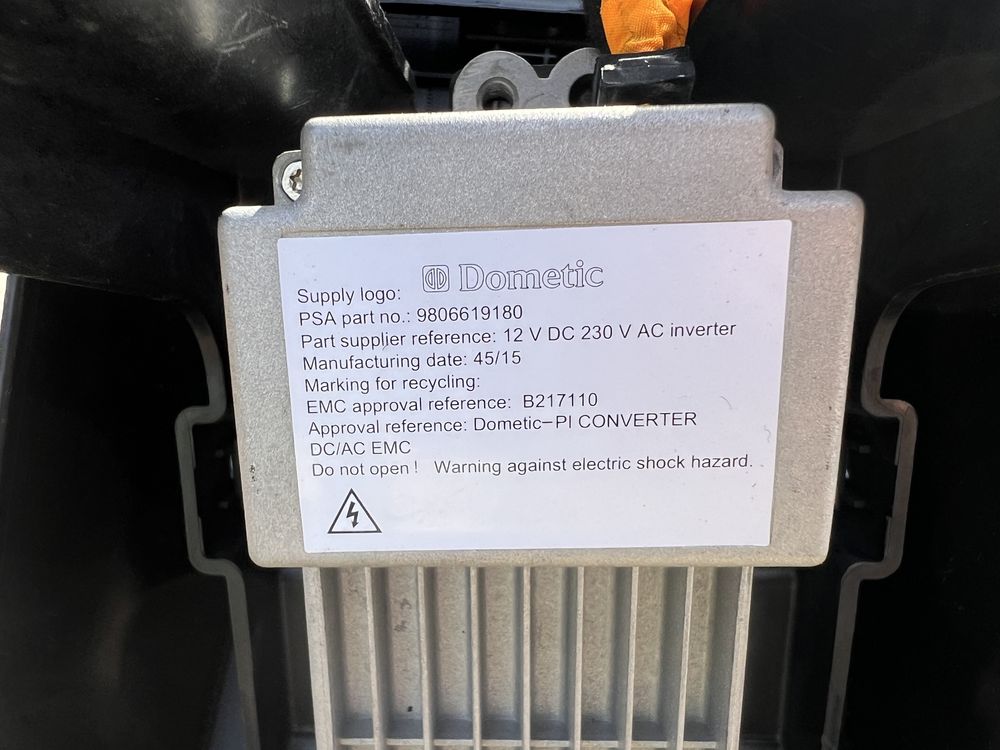 Supply logo: Dometic
PSA part no.: 9806619180
Part supplier reference: 12 V DC 230 V AC inverter
Manufacturing date: 45/15
Marking for recycling:
EMC approval reference: B217110
Approval reference: Dometic-PI CONVERTER
DC/AC EMC
Do not open ! Warning against electric shock hazard.